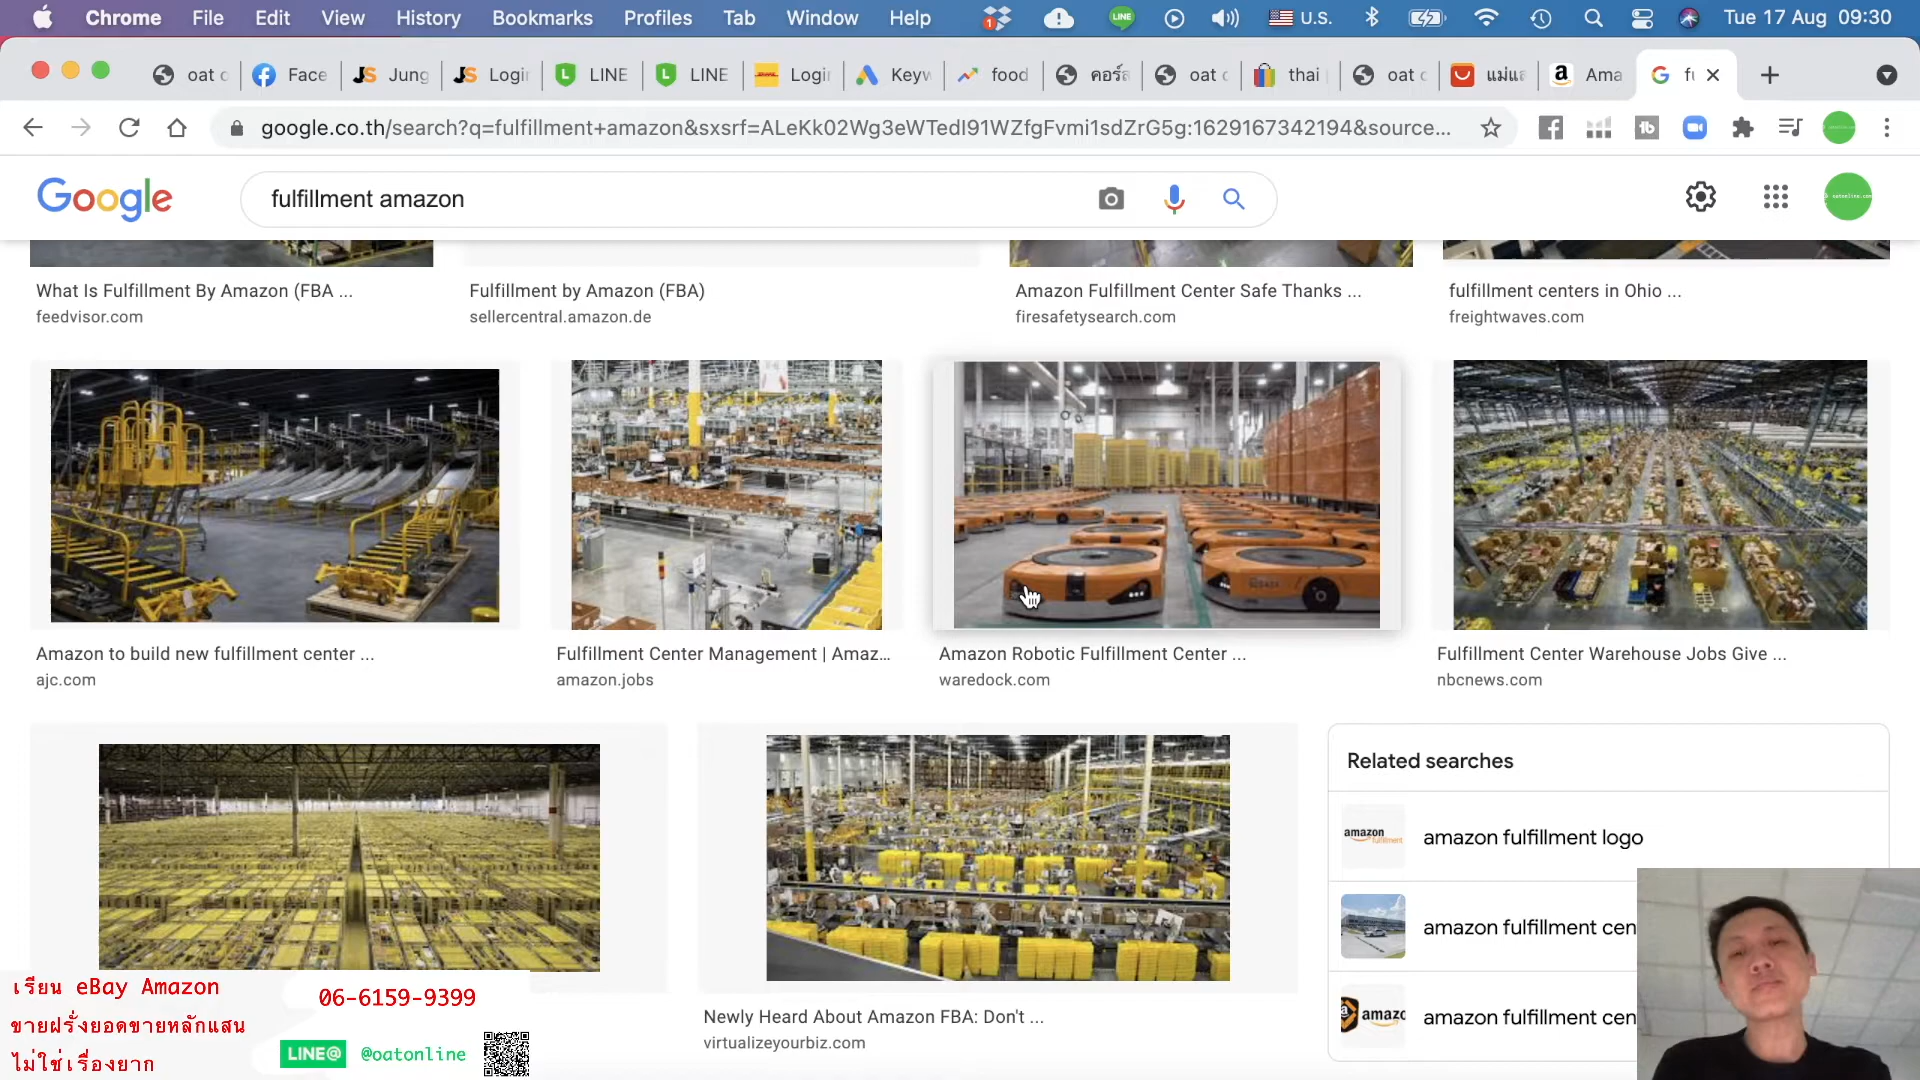 Chrome File Edit View History Bookmarks Profiles Tab Window Help 1 LINE U.S. Tue 17 Aug 09:30
oat c Face Jung Login LINE LINE Login Keyw food คอร์ส oat c thai oat c แม่แส a Ama
google.co.th/search?q=fulfillment+amazon&sxsrf=ALeKk02Wg3eWTedI91WZfgFvmi1sdZrG5g:1629167342194&source...
Google fulfillment amazon
What Is Fulfillment By Amazon (FBA ...
feedvisor.com
Fulfillment by Amazon (FBA)
sellercentral.amazon.de
Amazon Fulfillment Center Safe Thanks ...
firesafetysearch.com
fulfillment centers in Ohio ...
freightwaves.com
Amazon to build new fulfillment center ...
ajc.com
Fulfillment Center Management | Amaz...
amazon.jobs
Amazon Robotic Fulfillment Center ...
waredock.com
Fulfillment Center Warehouse Jobs Give ...
nbcnews.com
Newly Heard About Amazon FBA: Don't ...
virtualizeyourbiz.com
Related searches
amazon fulfillment logo
amazon fulfillment cen
amazon fulfillment cen
เรียน eBay Amazon
ขายฝรั่งยอดขายหลักแสน
ไม่ใช่เรื่องยาก
06-6159-9399
LINE@ @oatonline